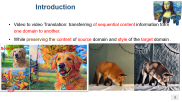 Introduction
• Video to video Translation: transferring of sequential content information from
one domain to another.
• While preserving the content of source domain and style of the target domain